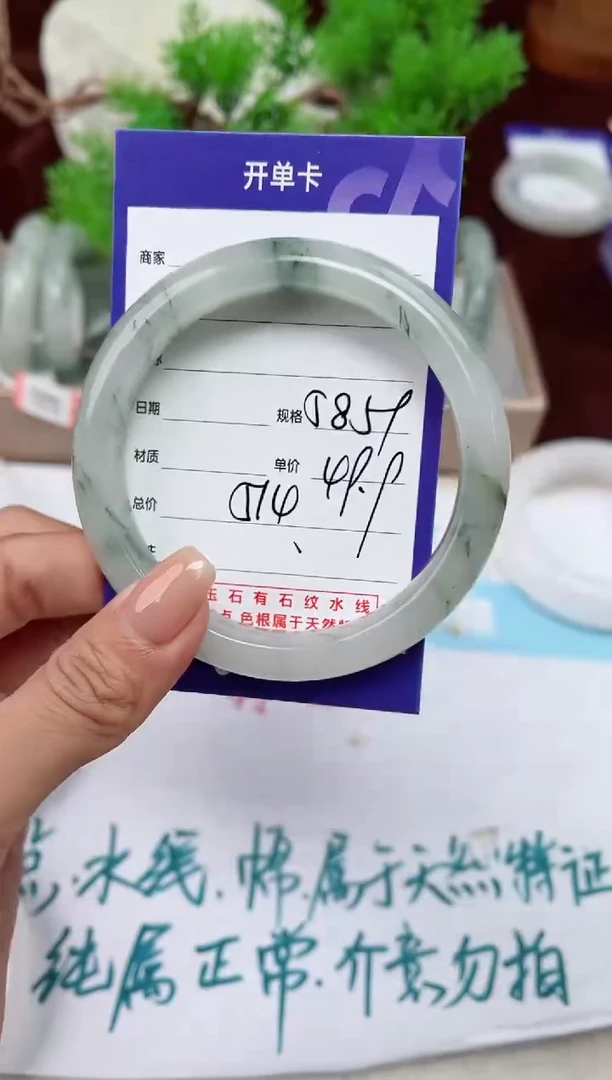 开单卡
商家
日期
规格
材质
单价
总价
玉石有石纹水线
点 色根属于天然
点.水线.棉.属于天然特征
纯属正常.介意勿拍